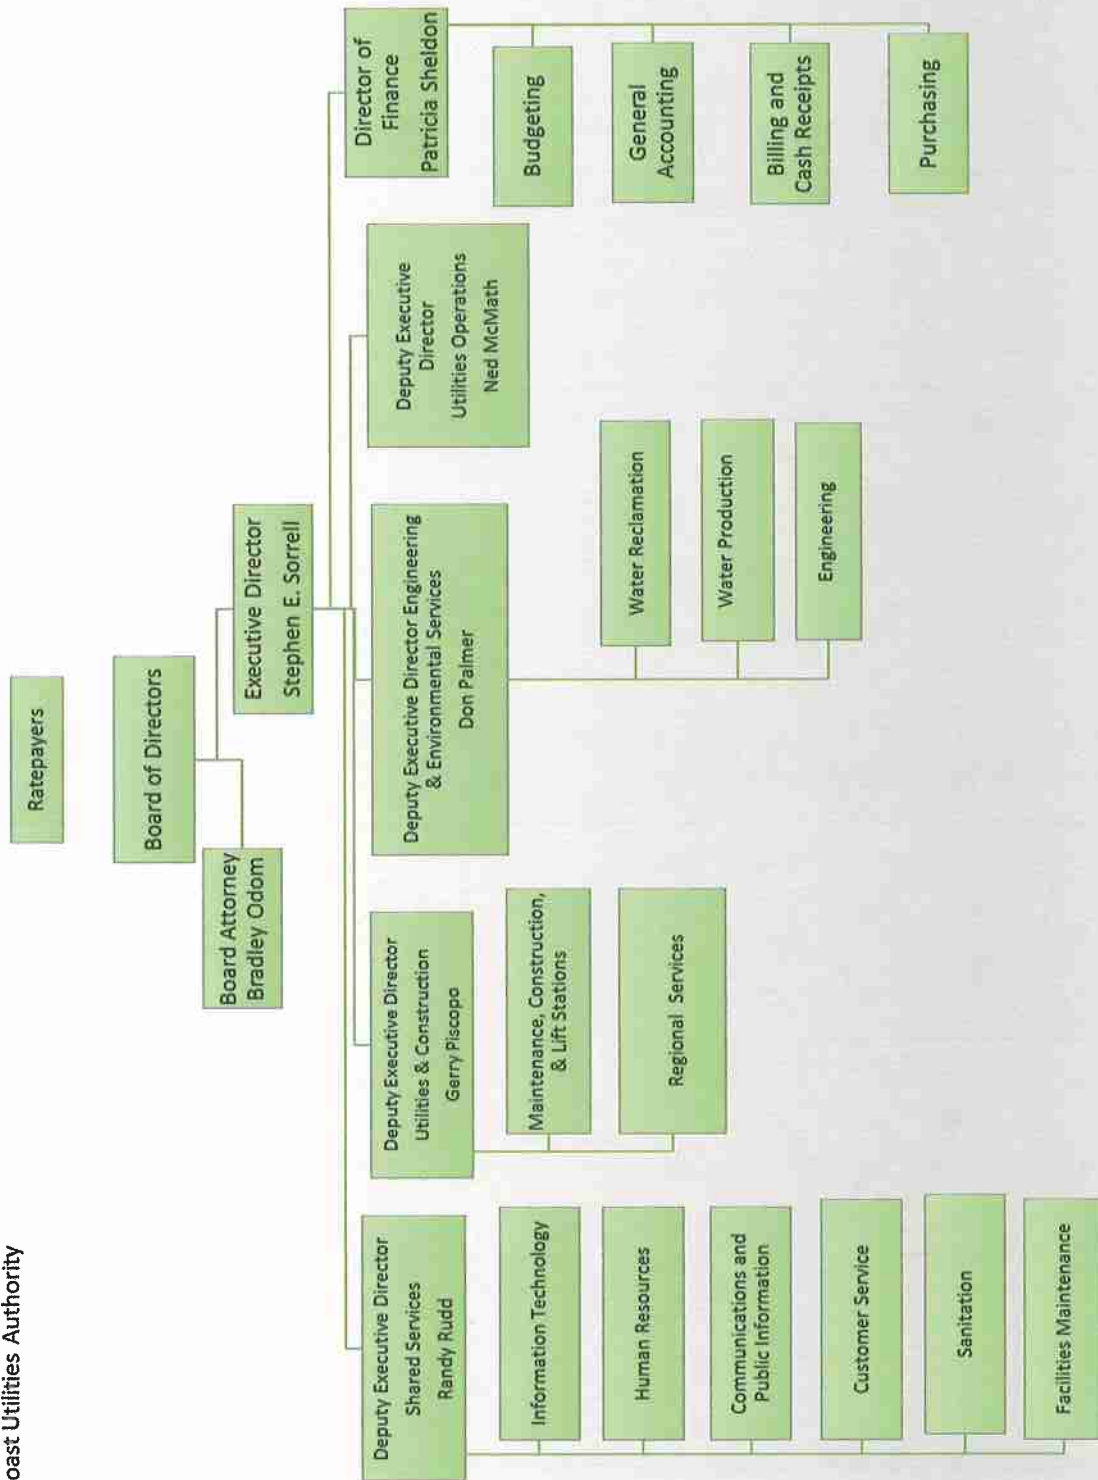 oast Utilities Authority
Ratepayers
Board of Directors
Board Attorney
Bradley Odom
Executive Director
Stephen E. Sorrell
Deputy Executive Director
Shared Services
Randy Rudd
Information Technology
Human Resources
Communications and
Public Information
Customer Service
Sanitation
Facilities Maintenance
Deputy Executive Director
Utilities & Construction
Gerry Piscopo
Maintenance, Construction,
& Lift Stations
Regional Services
Deputy Executive Director Engineering
& Environmental Services
Don Palmer
Water Reclamation
Water Production
Engineering
Deputy Executive
Director
Utilities Operations
Ned McMath
Director of
Finance
Patricia Sheldon
Budgeting
General
Accounting
Billing and
Cash Receipts
Purchasing